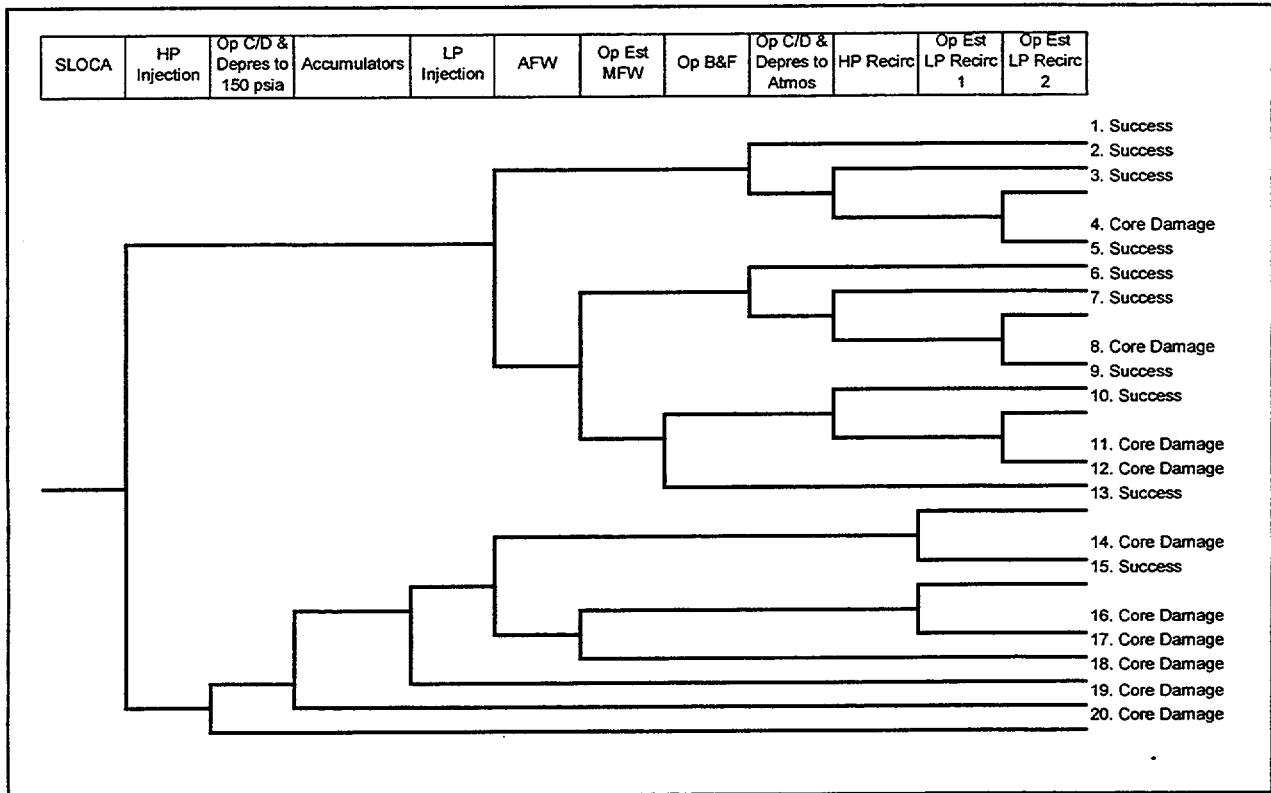 SLOCA
HP
Injection
Op C/D &
Depres to
150 psia
Accumulators
LP
Injection
AFW
Op Est
MFW
Op B&F
Op C/D &
Depres to
Atmos
HP Recirc
Op Est
LP Recirc
1
Op Est
LP Recirc
2
1. Success
2. Success
3. Success
4. Core Damage
5. Success
6. Success
7. Success
8. Core Damage
9. Success
10. Success
11. Core Damage
12. Core Damage
13. Success
14. Core Damage
15. Success
16. Core Damage
17. Core Damage
18. Core Damage
19. Core Damage
20. Core Damage